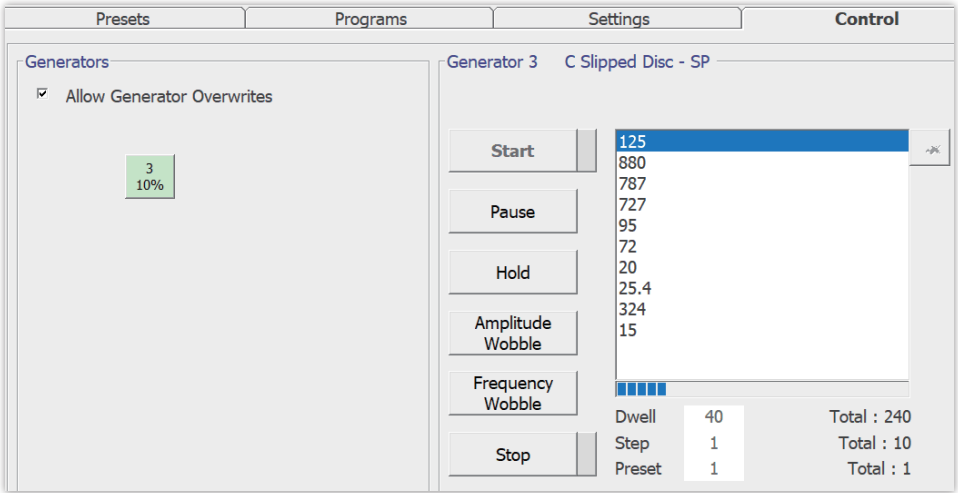 Presets Programs Settings Control
Generators
Allow Generator Overwrites
3
10%
Generator 3 C Slipped Disc - SP
Start
Pause
Hold
Amplitude
Wobble
Frequency
Wobble
Stop
125
880
787
727
95
72
20
25.4
324
15
Dwell 40 Total : 240
Step 1 Total : 10
Preset 1 Total : 1